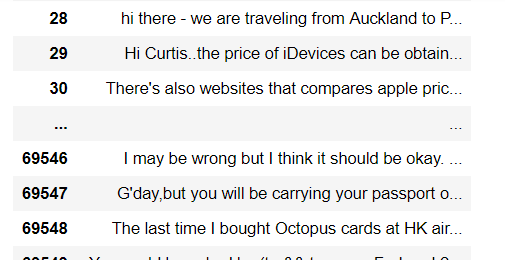 28 hi there - we are traveling from Auckland to P...
29 Hi Curtis..the price of iDevices can be obtain...
30 There's also websites that compares apple pric...
... ...
69546 I may be wrong but I think it should be okay. ...
69547 G'day,but you will be carrying your passport o...
69548 The last time I bought Octopus cards at HK air...